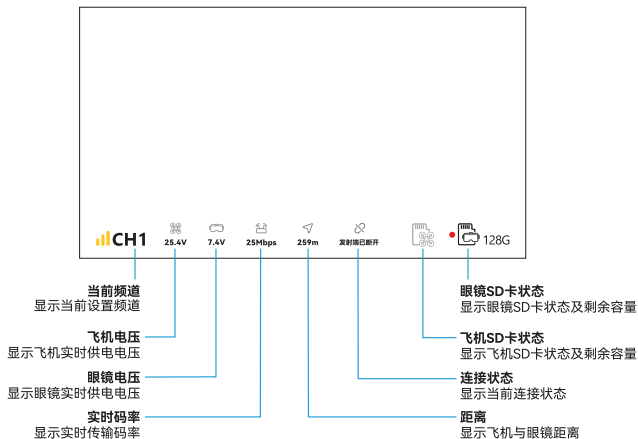 CH1
25.4V
7.4V
25Mbps
259m
发射端已断开
128G
当前频道
显示当前设置频道
飞机电压
显示飞机实时供电电压
眼镜电压
显示眼镜实时供电电压
实时码率
显示实时传输码率
眼镜SD卡状态
显示眼镜SD卡状态及剩余容量
飞机SD卡状态
显示飞机SD卡状态及剩余容量
连接状态
显示当前连接状态
距离
显示飞机与眼镜距离